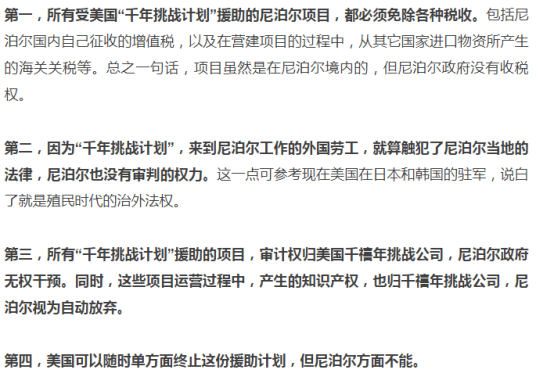 第一，所有受美国“千年挑战计划”援助的尼泊尔项目，都必须免除各种税收。包括尼
泊尔国内自己征收的增值税，以及在营建项目的过程中，从其它国家进口物资所产生
的海关关税等。总之一句话，项目虽然是在尼泊尔境内的，但尼泊尔政府没有收税
权。
第二，因为“千年挑战计划”，来到尼泊尔工作的外国劳工，就算触犯了尼泊尔当地的
法律，尼泊尔也没有审判的权力。这一点可参考现在美国在日本和韩国的驻军，说白
了就是殖民时代的治外法权。
第三，所有“千年挑战计划”援助的项目，审计权归美国千禧年挑战公司，尼泊尔政府
无权干预。同时，这些项目运营过程中，产生的知识产权，也归千禧年挑战公司，尼
泊尔视为自动放弃。
第四，美国可以随时单方面终止这份援助计划，但尼泊尔方面不能。